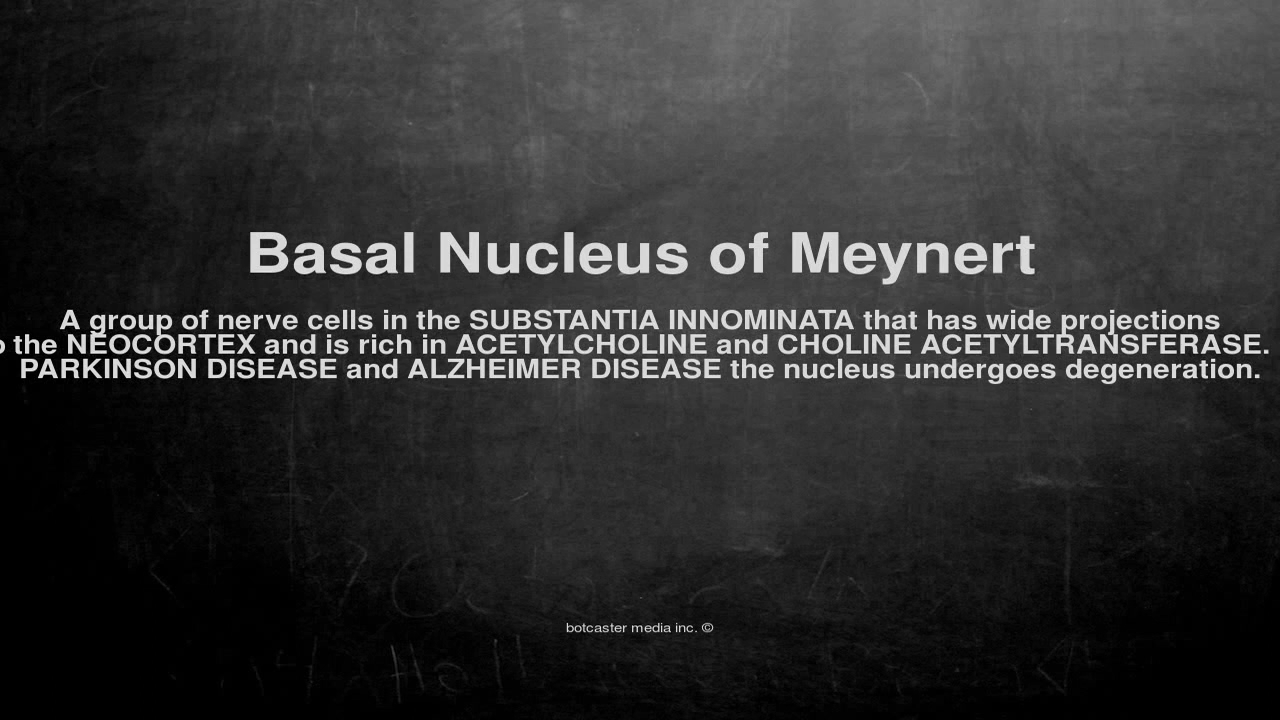 Basal Nucleus of Meynert
A group of nerve cells in the SUBSTANTIA INNOMINATA that has wide projections
o the NEOCORTEX and is rich in ACETYLCHOLINE and CHOLINE ACETYLTRANSFERASE.
PARKINSON DISEASE and ALZHEIMER DISEASE the nucleus undergoes degeneration.
botcaster media inc. ©